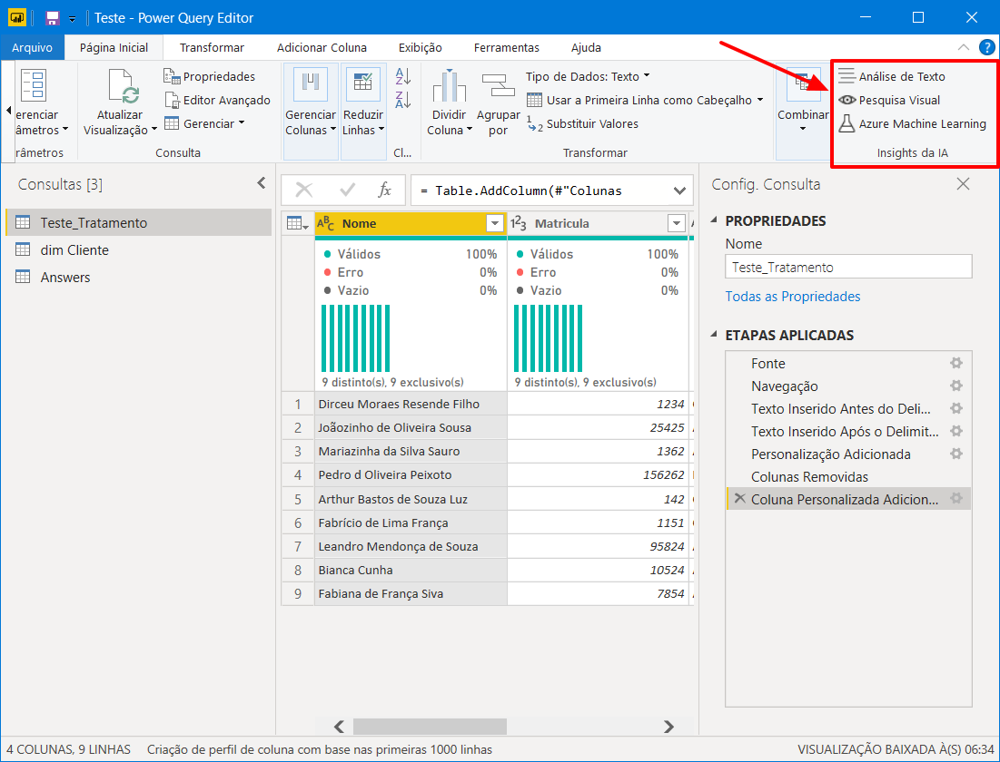 Teste - Power Query Editor
Arquivo
Página Inicial
Transformar
Adicionar Coluna
Exibição
Ferramentas
Ajuda
?
erenciar
âmetros
râmetros
Atualizar
Visualização
Propriedades
Editor Avançado
Gerenciar
Consulta
Gerenciar
Colunas
Reduzir
Linhas
A
Z
Z
A
Cl...
Dividir
Coluna
Agrupar
por
Tipo de Dados: Texto
Usar a Primeira Linha como Cabeçalho
1
2
Substituir Valores
Transformar
Combinar
Análise de Texto
Pesquisa Visual
Azure Machine Learning
Insights da IA
Consultas [3]
Teste_Tratamento
dim Cliente
Answers
fx
= Table.AddColumn(#"Colunas
ABC Nome
123 Matricula
Válidos 100%
Erro 0%
Vazio 0%
9 distinto(s), 9 exclusivo(s)
Válidos 100%
Erro 0%
Vazio 0%
9 distinto(s), 9 exclusivo(s)
1 Dirceu Moraes Resende Filho 1234
2 Joãozinho de Oliveira Sousa 25425
3 Mariazinha da Silva Sauro 1362
4 Pedro d Oliveira Peixoto 156262
5 Arthur Bastos de Souza Luz 142
6 Fabrício de Lima França 1151
7 Leandro Mendonça de Souza 95824
8 Bianca Cunha 10524
9 Fabiana de França Siva 7854
Config. Consulta
PROPRIEDADES
Nome
Teste_Tratamento
Todas as Propriedades
ETAPAS APLICADAS
Fonte
Navegação
Texto Inserido Antes do Deli...
Texto Inserido Após o Delimit...
Personalização Adicionada
Colunas Removidas
Coluna Personalizada Adicion...
4 COLUNAS, 9 LINHAS
Criação de perfil de coluna com base nas primeiras 1000 linhas
VISUALIZAÇÃO BAIXADA À(S) 06:34